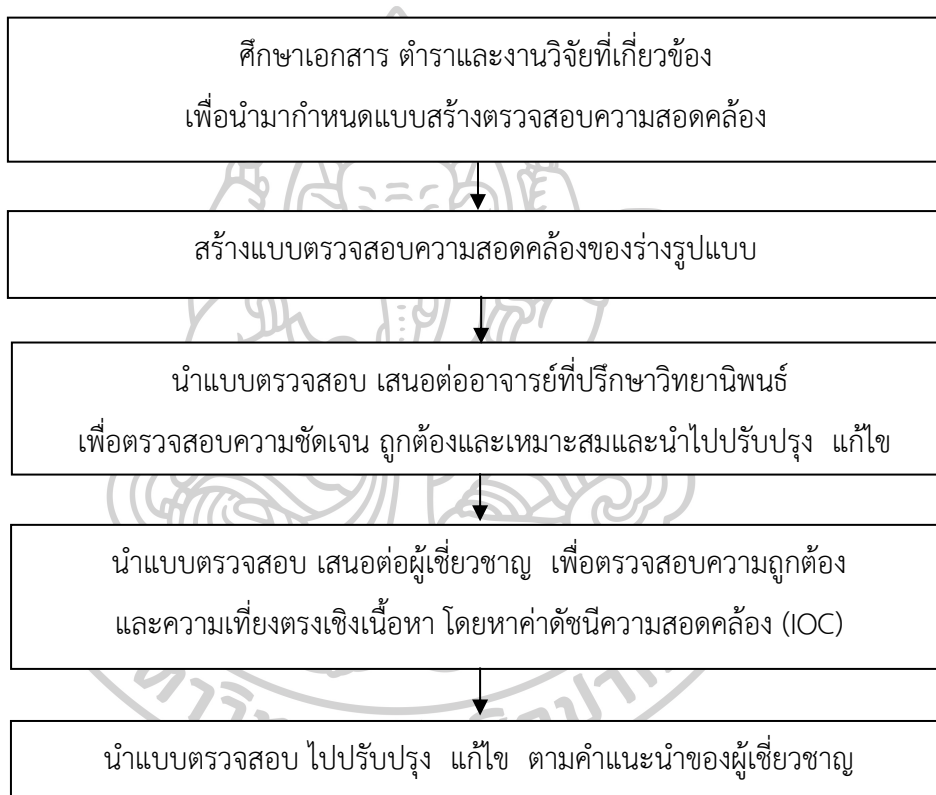 ศึกษาเอกสาร ตำราและงานวิจัยที่เกี่ยวข้อง
เพื่อนำมากำหนดแบบสร้างตรวจสอบความสอดคล้อง
สร้างแบบตรวจสอบความสอดคล้องของร่างรูปแบบ
นำแบบตรวจสอบ เสนอต่ออาจารย์ที่ปรึกษาวิทยานิพนธ์
เพื่อตรวจสอบความชัดเจน ถูกต้องและเหมาะสมและนำไปปรับปรุง แก้ไข
นำแบบตรวจสอบ เสนอต่อผู้เชี่ยวชาญ เพื่อตรวจสอบความถูกต้อง
และความเที่ยงตรงเชิงเนื้อหา โดยหาค่าดัชนีความสอดคล้อง (IOC)
นำแบบตรวจสอบ ไปปรับปรุง แก้ไข ตามคำแนะนำของผู้เชี่ยวชาญ